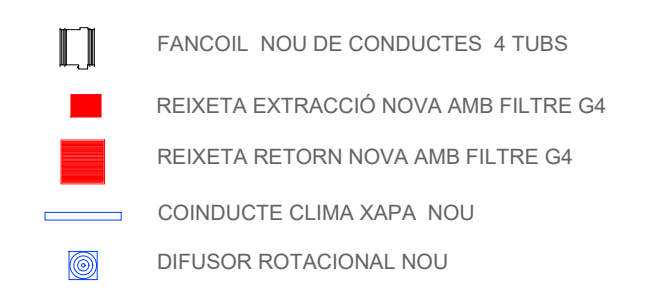 FANCOIL NOU DE CONDUCTES 4 TUBS
REIXETA EXTRACCIÓ NOVA AMB FILTRE G4
REIXETA RETORN NOVA AMB FILTRE G4
COINDUCTE CLIMA XAPA NOU
DIFUSOR ROTACIONAL NOU